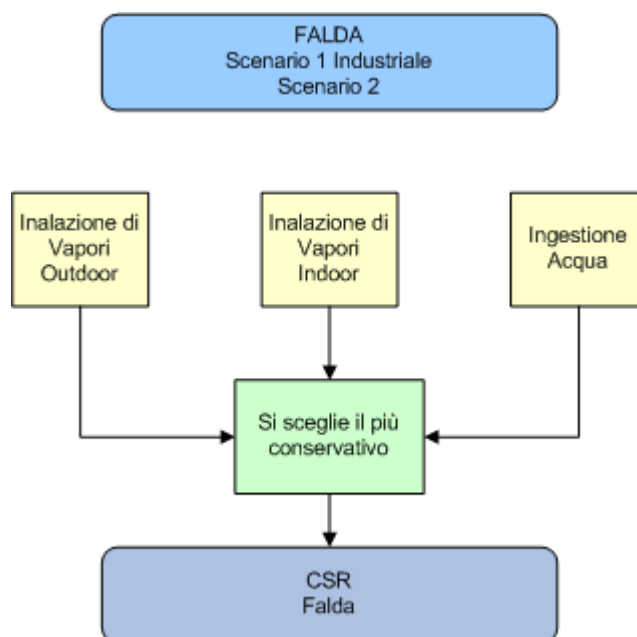 FALDA
Scenario 1 Industriale
Scenario 2
Inalazione di
Vapori
Outdoor
Inalazione di
Vapori
Indoor
Ingestione
Acqua
Si sceglie il più
conservativo
CSR
Falda